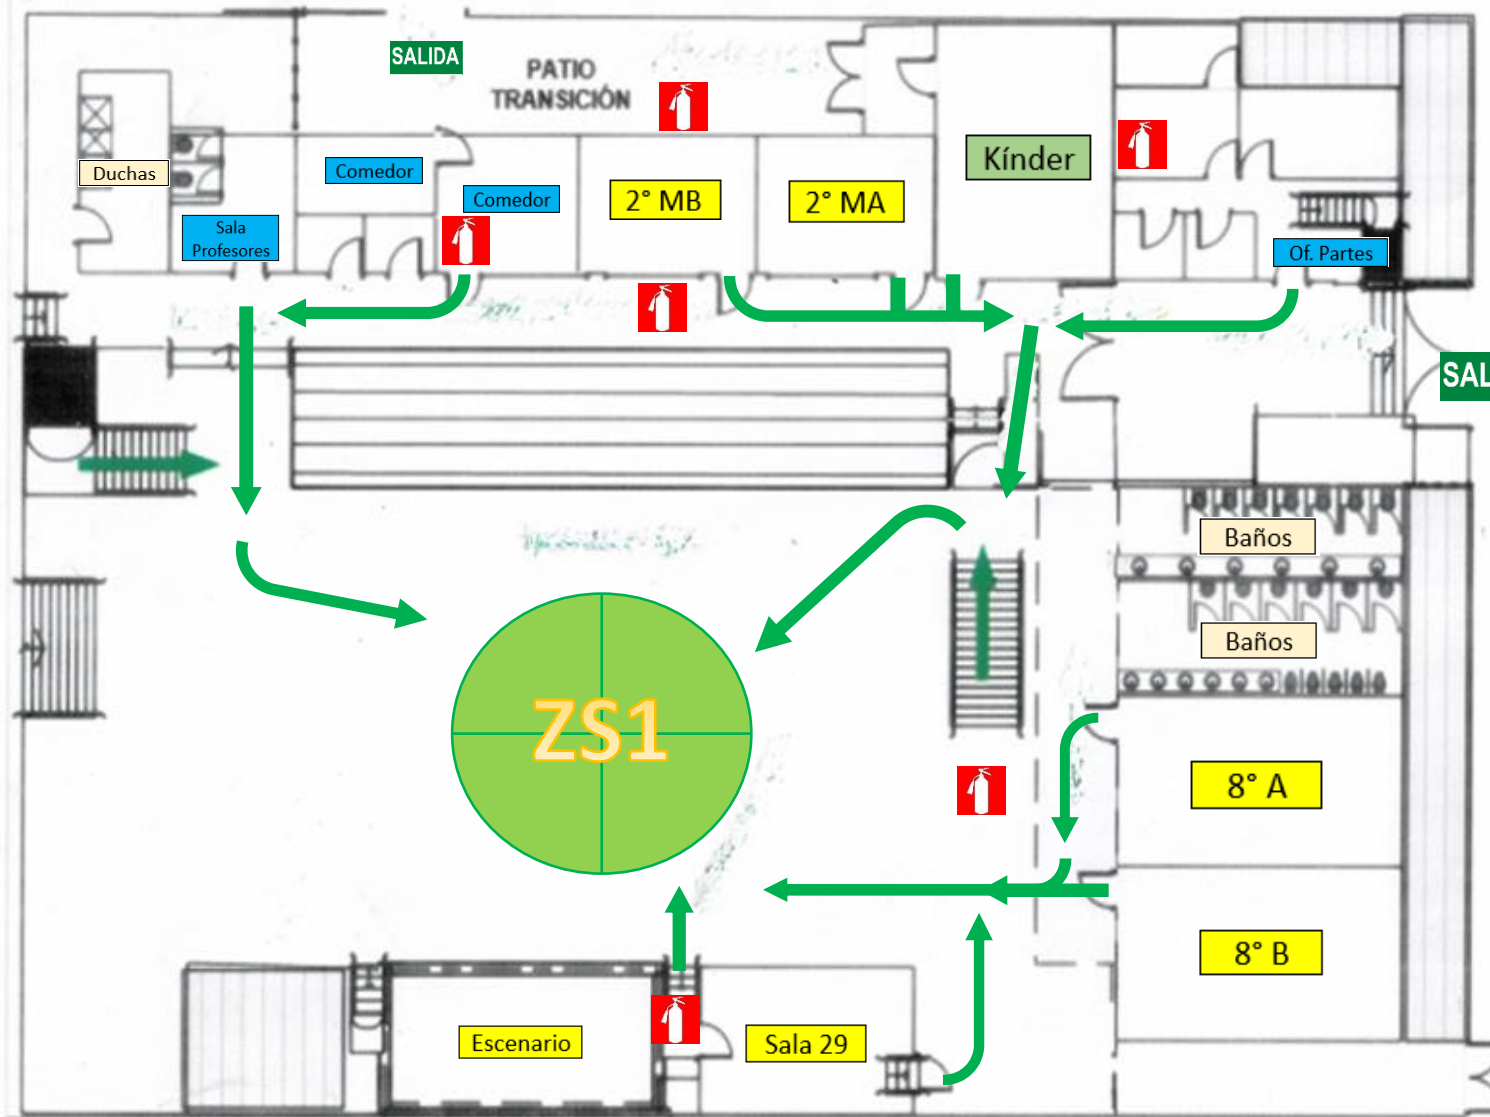 SALIDA
PATIO
TRANSICIÓN
Kínder
Duchas
Comedor
Comedor
2° MB
2° MA
Sala
Profesores
Of. Partes
SAL
Baños
Baños
ZS1
8° A
8° B
Escenario
Sala 29